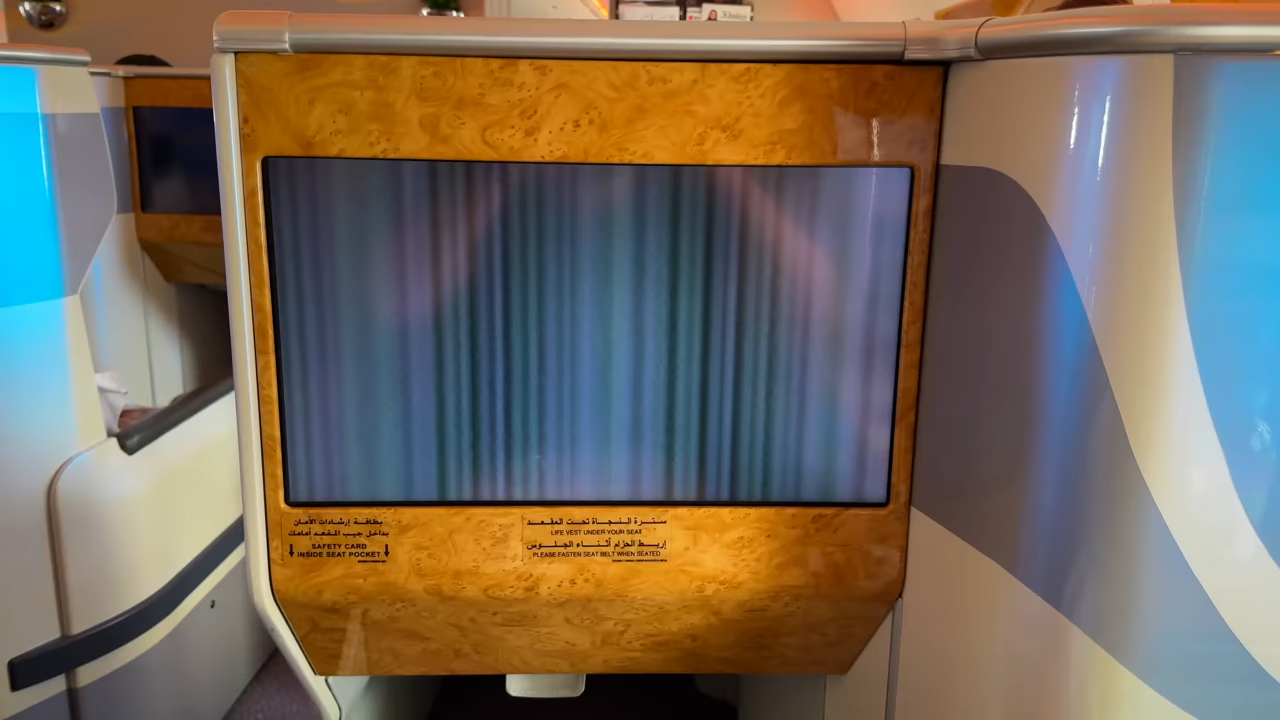 بطاقة إرشادات الأمان
بداخل جيب المقعد أمامك
SAFETY CARD
INSIDE SEAT POCKET
سترة النجاة تحت المقعد
LIFE VEST UNDER YOUR SEAT
إربط الحزام أثناء الجلوس
PLEASE FASTEN SEAT BELT WHEN SEATED